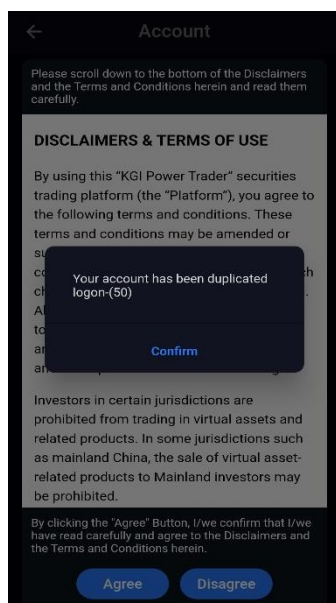 Account
Please scroll down to the bottom of the Disclaimers
and the Terms and Conditions herein and read them
carefully.
DISCLAIMERS & TERMS OF USE
By using this "KGI Power Trader" securities
trading platform (the "Platform"), you agree to
the following terms and conditions. These
terms and conditions may be amended or
Your account has been duplicated
logon-(50)
Confirm
Investors in certain jurisdictions are
prohibited from trading in virtual assets and
related products. In some jurisdictions such
as mainland China, the sale of virtual asset-
related products to Mainland investors may
be prohibited.
By clicking the "Agree" Button, I/we confirm that I/we
have read carefully and agree to the Disclaimers and
the Terms and Conditions herein.
Agree Disagree